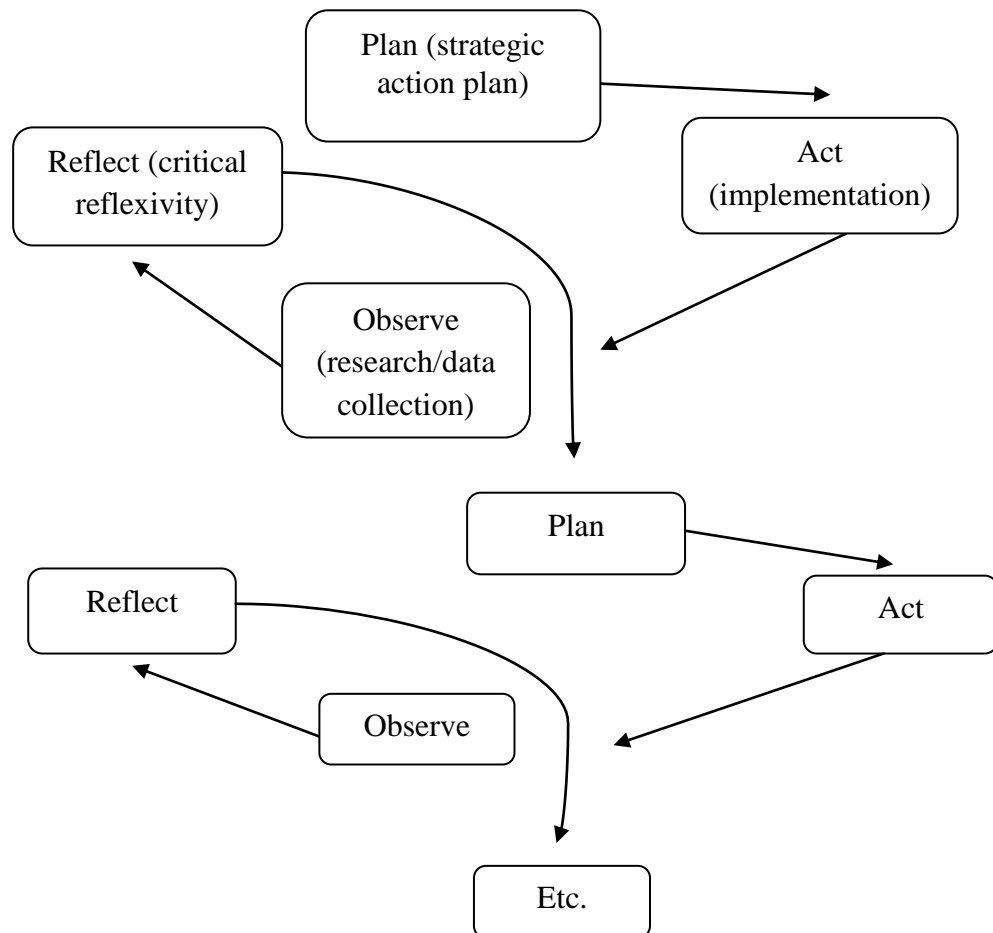 Plan (strategic
action plan)
Act
(implementation)
Reflect (critical
reflexivity)
Observe
(research/data
collection)
Plan
Act
Reflect
Observe
Etc.